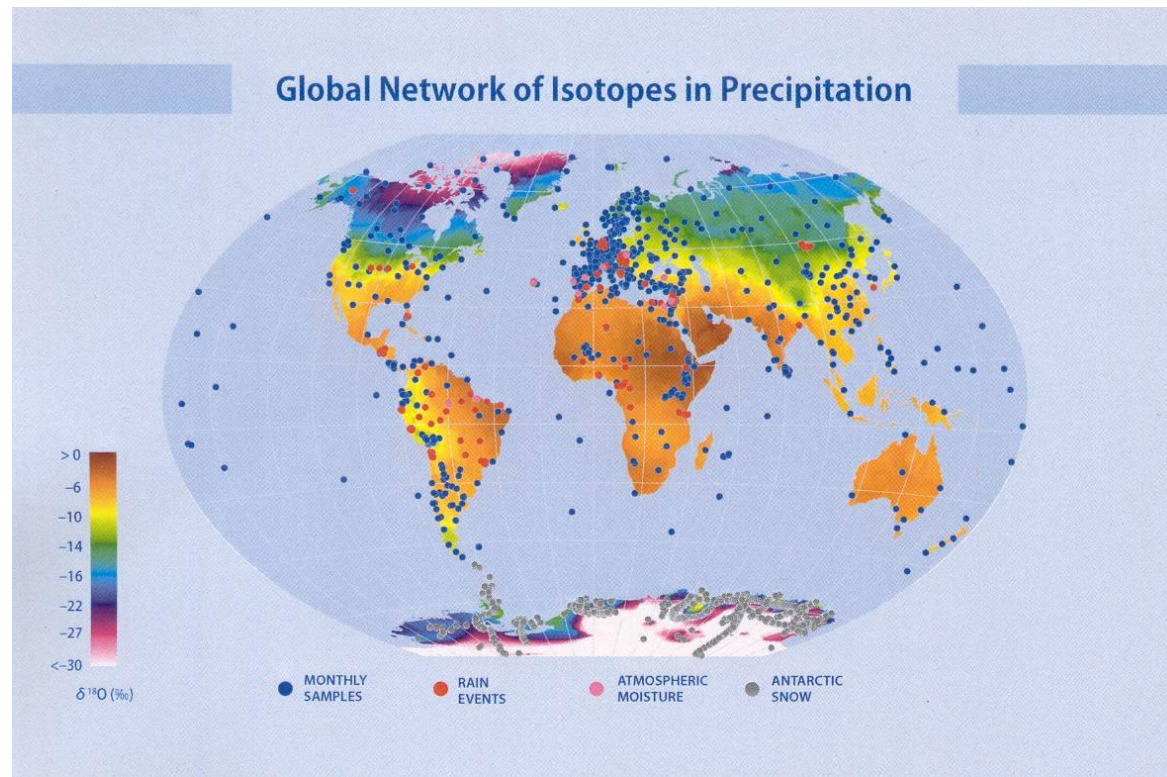 Global Network of Isotopes in Precipitation
> 0
–6
–10
–14
–16
–22
–27
<–30
δ ¹⁸O (‰)
MONTHLY
SAMPLES
RAIN
EVENTS
ATMOSPHERIC
MOISTURE
ANTARCTIC
SNOW